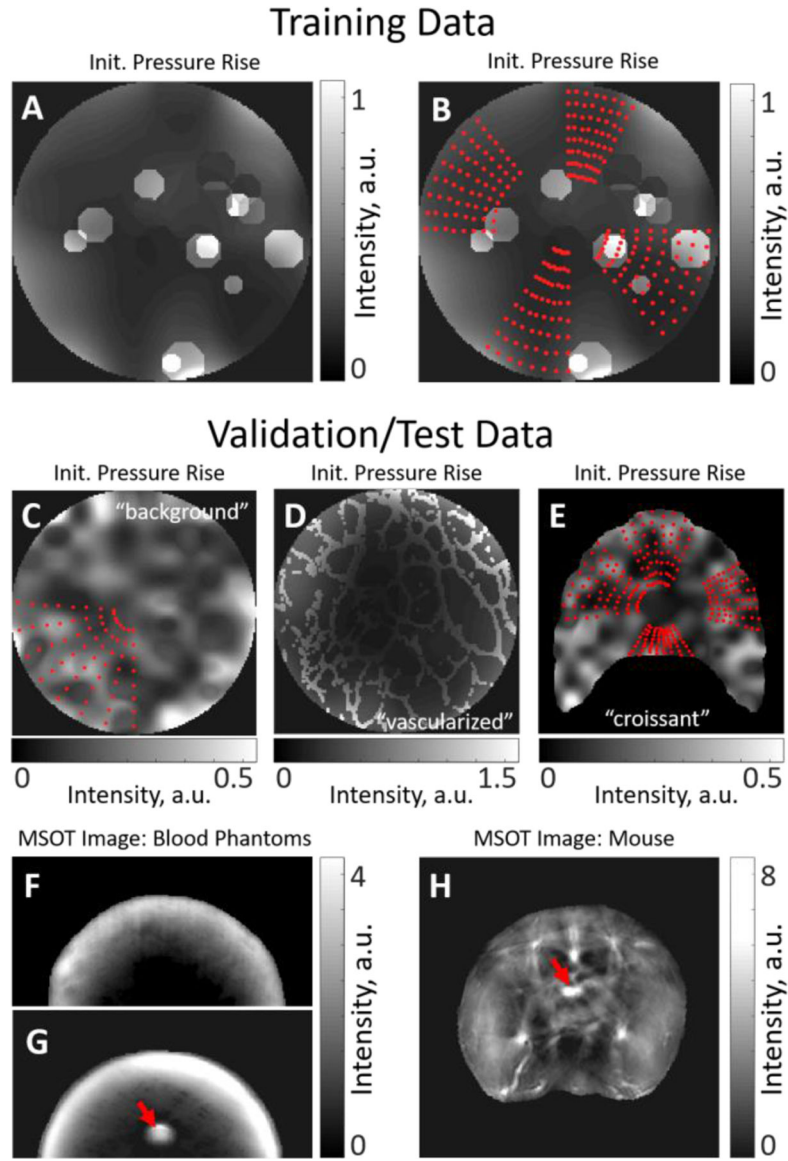 Training Data
Init. Pressure Rise
Init. Pressure Rise
A
1
0
Intensity, a.u.
B
1
0
Intensity, a.u.
Validation/Test Data
Init. Pressure Rise
Init. Pressure Rise
Init. Pressure Rise
C
"background"
D
"vascularized"
E
"croissant"
0
0.5
Intensity, a.u.
0
1.5
Intensity, a.u.
0
0.5
Intensity, a.u.
MSOT Image: Blood Phantoms
MSOT Image: Mouse
F
G
4
0
Intensity, a.u.
H
8
0
Intensity, a.u.